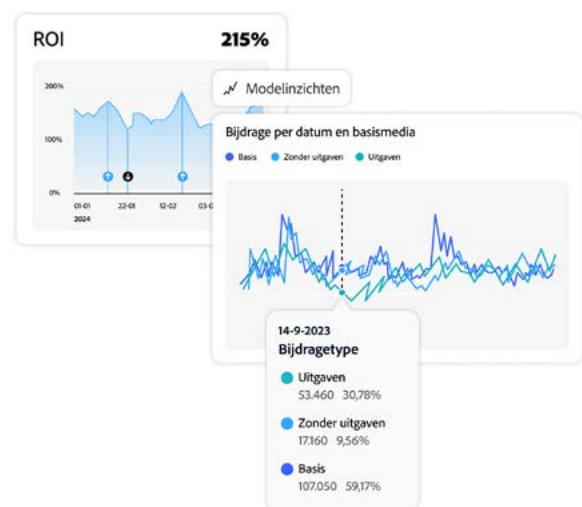 ROI 215%
200%
100%
0%
01-01 22-01 12-02
2024
Modelinzichten
Bijdrage per datum en basismedia
Basis Zonder uitgaven Uitgaven
14-9-2023
Bijdragetype
Uitgaven
53.460 30,78%
Zonder uitgaven
17.160 9,56%
Basis
107.050 59,17%